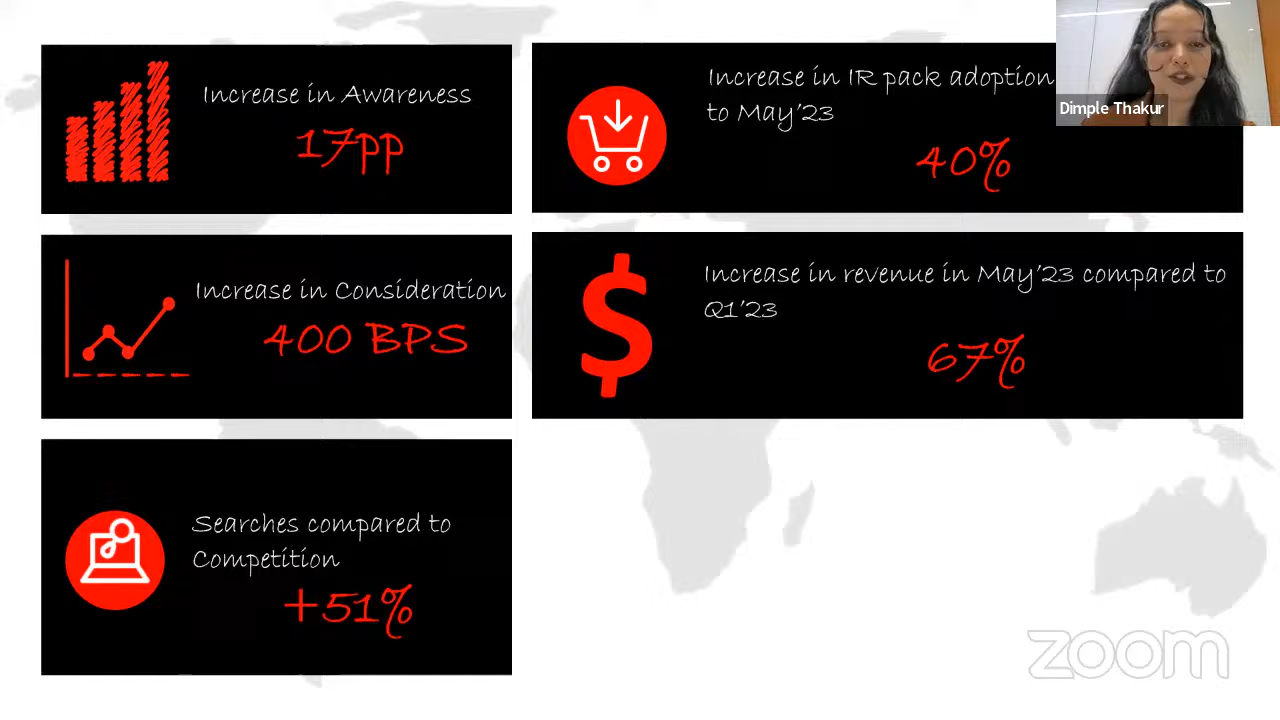 Increase in Awareness
17pp
Increase in IR pack adoption
to May'23
40%
Dimple Thakur
Increase in Consideration
400 BPS
Increase in revenue in May'23 compared to
Q1'23
67%
Searches compared to
Competition
+51%
zoom